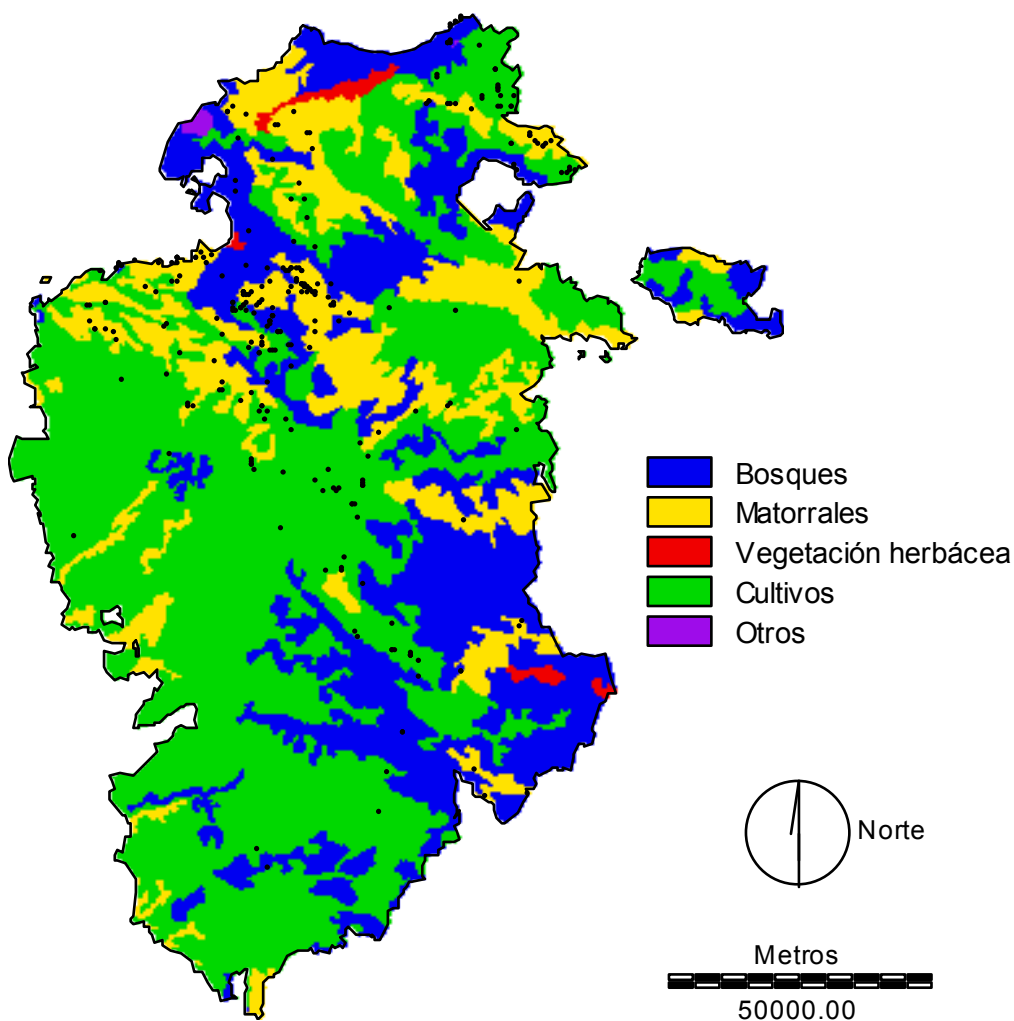 Bosques
Matorrales
Vegetación herbácea
Cultivos
Otros
Norte
Metros
50000.00